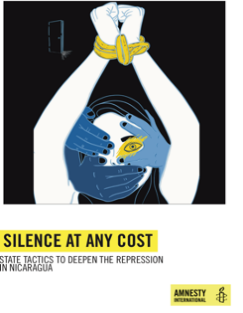 SILENCE AT ANY COST
STATE TACTICS TO DEEPEN THE REPRESSION
IN NICARAGUA
AMNESTY
INTERNATIONAL